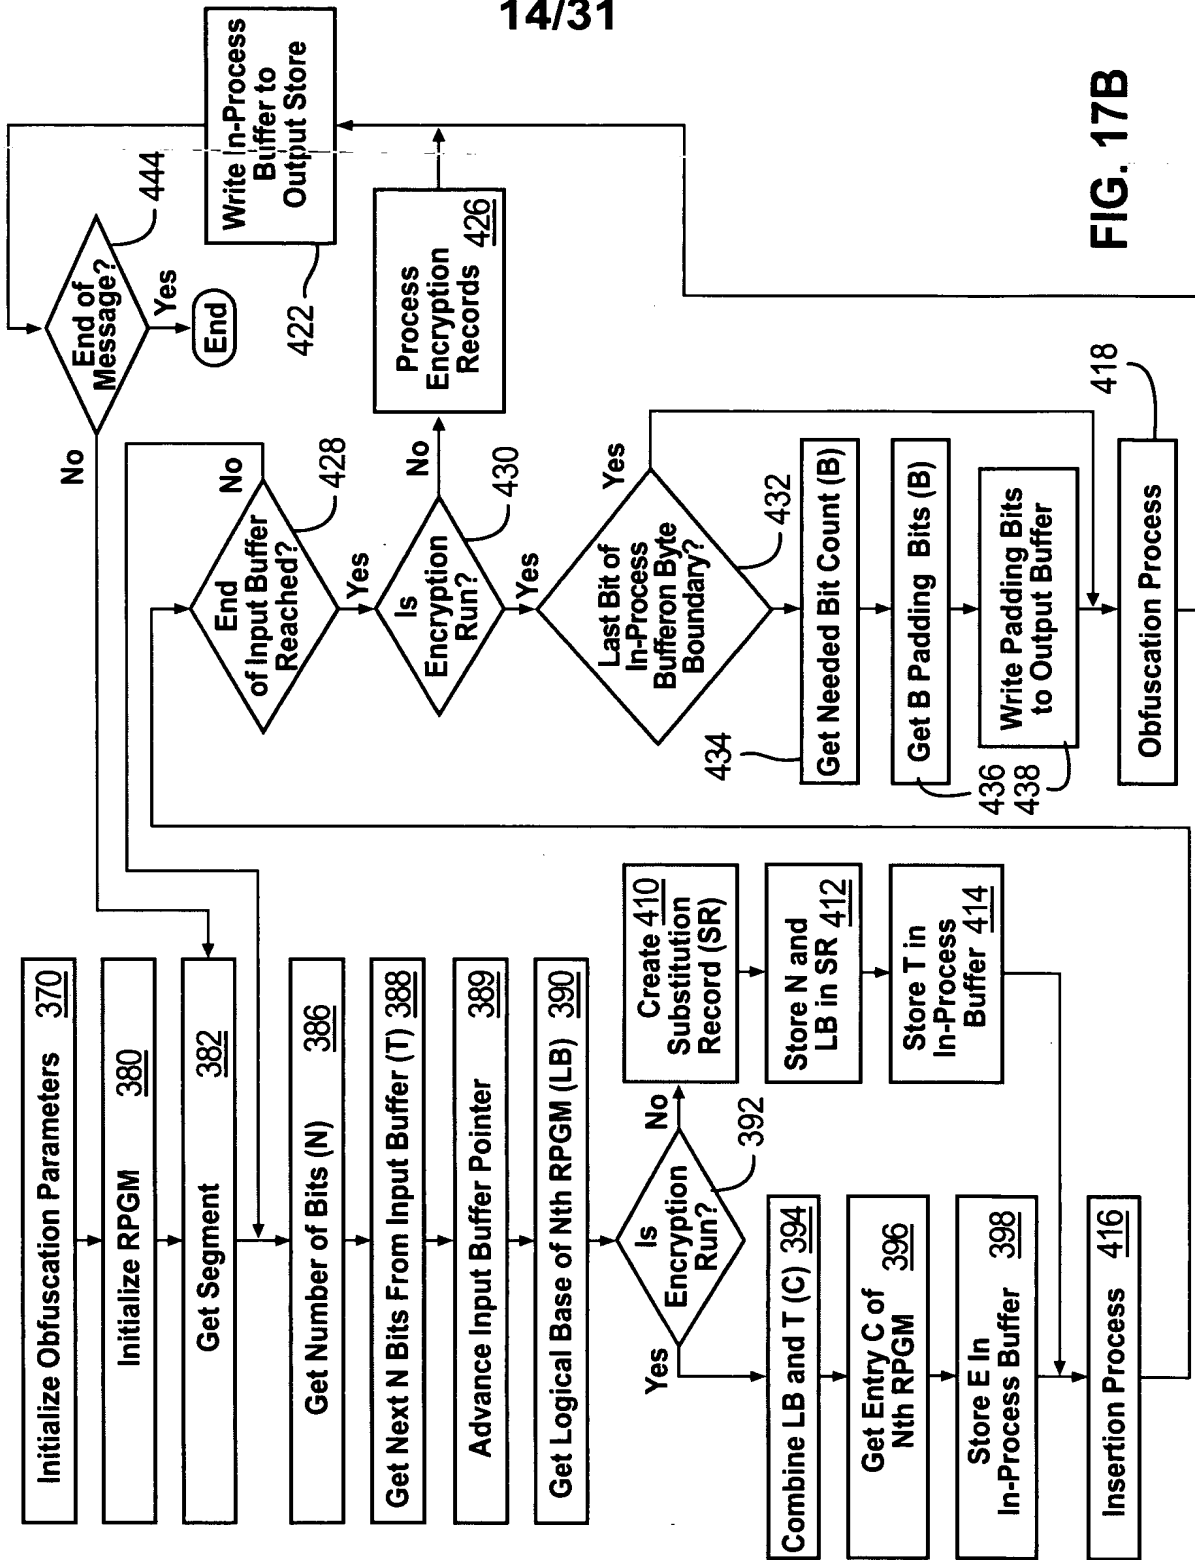 14/31
Initialize Obfuscation Parameters 370
Initialize RPGM 380
Get Segment 382
Get Number of Bits (N) 386
Get Next N Bits From Input Buffer (T) 388
Advance Input Buffer Pointer 389
Get Logical Base of Nth RPGM (LB) 390
Is
Encryption
Run?
392
Yes
No
Combine LB and T (C) 394
Get Entry C of
Nth RPGM 396
Store E In
In-Process Buffer 398
Insertion Process 416
Create 410
Substitution
Record (SR)
Store N and
LB in SR 412
Store T in
In-Process
Buffer 414
End
of Input Buffer
Reached?
428
No
Yes
Is
Encryption
Run?
430
No
Yes
Process
Encryption
Records 426
Last Bit of
In-Process
Bufferon Byte
Boundary?
432
Yes
Get Needed Bit Count (B)
434
Get B Padding Bits (B)
436
Write Padding Bits
to Output Buffer
438
Obfuscation Process
418
Write In-Process
Buffer to
Output Store
422
End of
Message?
444
No
Yes
End
FIG. 17B